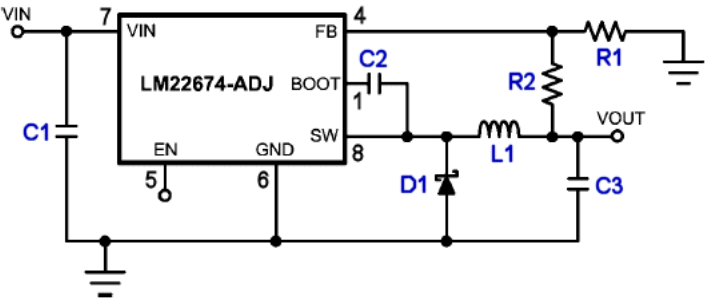 VIN
7
VIN
FB
4
R1
C2
LM22674-ADJ
BOOT
1
R2
VOUT
C1
SW
8
L1
EN
GND
5
6
D1
C3